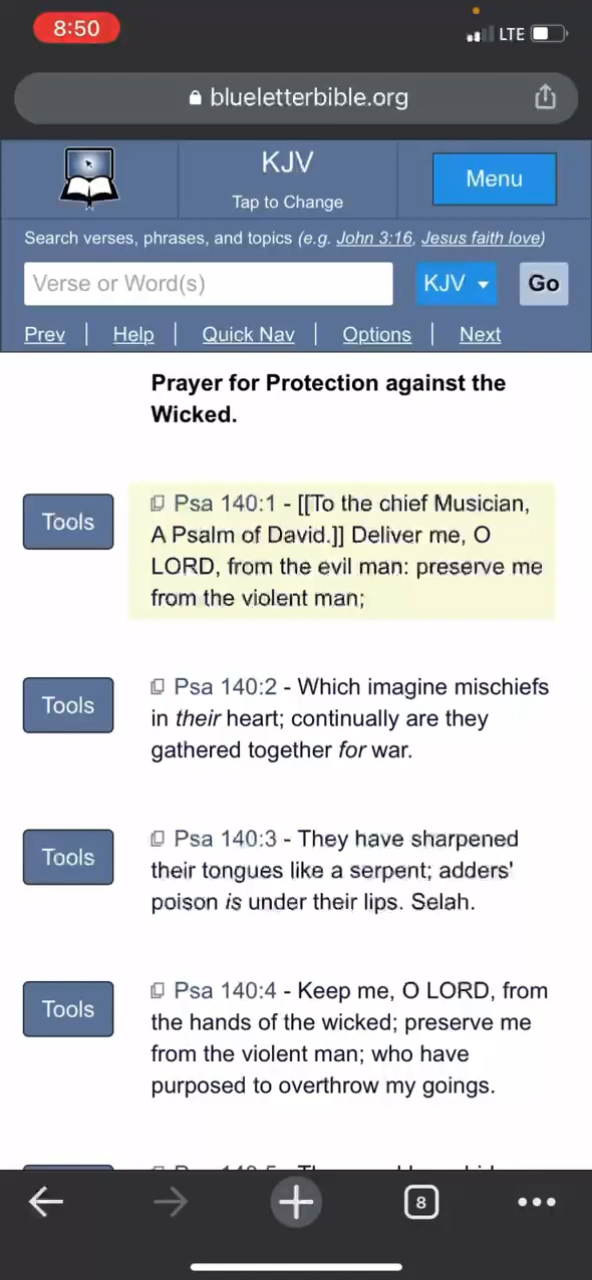 8:50
LTE
blueletterbible.org
KJV
Tap to Change
Menu
Search verses, phrases, and topics (e.g. John 3:16, Jesus faith love)
Verse or Word(s)
KJV
Go
Prev | Help | Quick Nav | Options | Next
Prayer for Protection against the
Wicked.
Tools
Psa 140:1 - [[To the chief Musician,
A Psalm of David.]] Deliver me, O
LORD, from the evil man: preserve me
from the violent man;
Tools
Psa 140:2 - Which imagine mischiefs
in their heart; continually are they
gathered together for war.
Tools
Psa 140:3 - They have sharpened
their tongues like a serpent; adders'
poison is under their lips. Selah.
Tools
Psa 140:4 - Keep me, O LORD, from
the hands of the wicked; preserve me
from the violent man; who have
purposed to overthrow my goings.
8